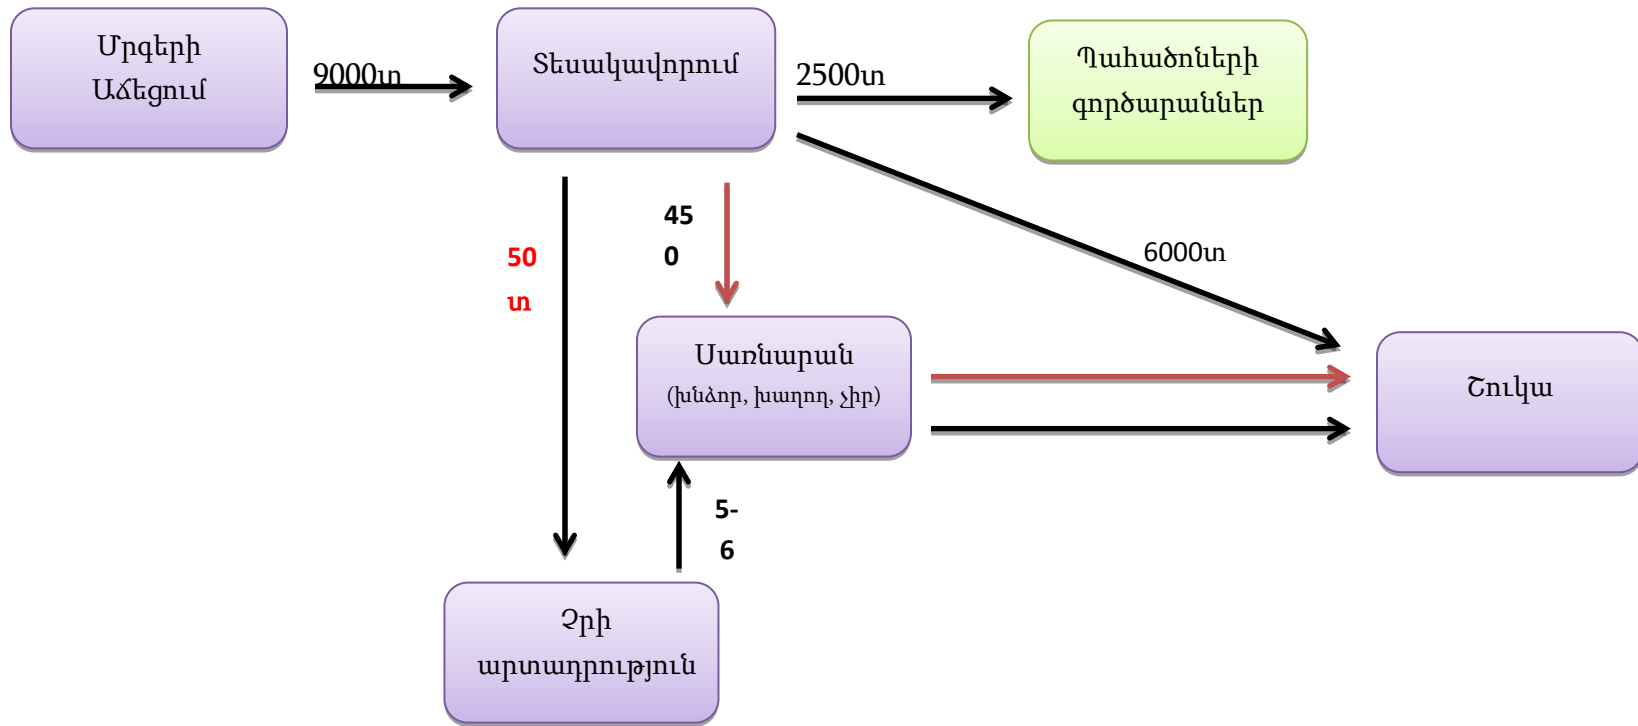 Մրգերի
Աճեցում
9000տ
Տեսակավորում
2500տ
Պահածոների
գործարաններ
45
0
50
տ
6000տ
Սառնարան
(խնձոր, խաղող, չիր)
Շուկա
5-
6
Չրի
արտադրություն